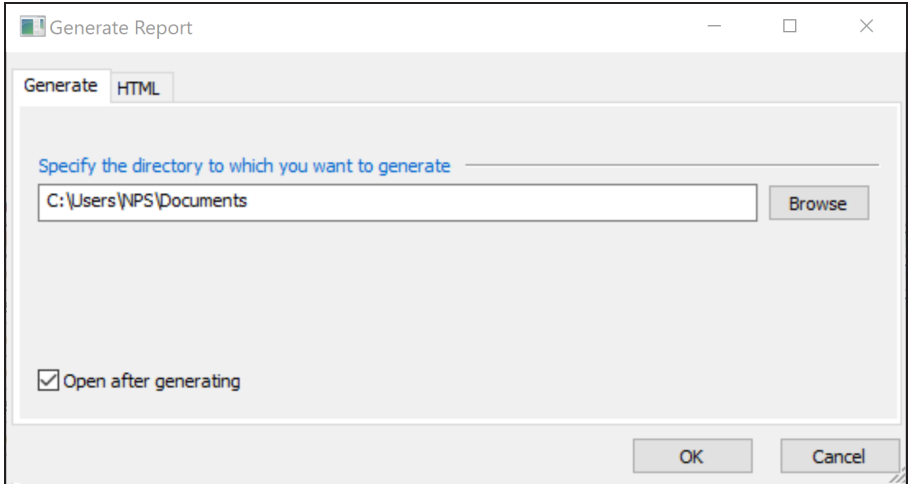 Generate Report
Generate HTML
Specify the directory to which you want to generate
C:\Users\NPS\Documents Browse
Open after generating
OK Cancel